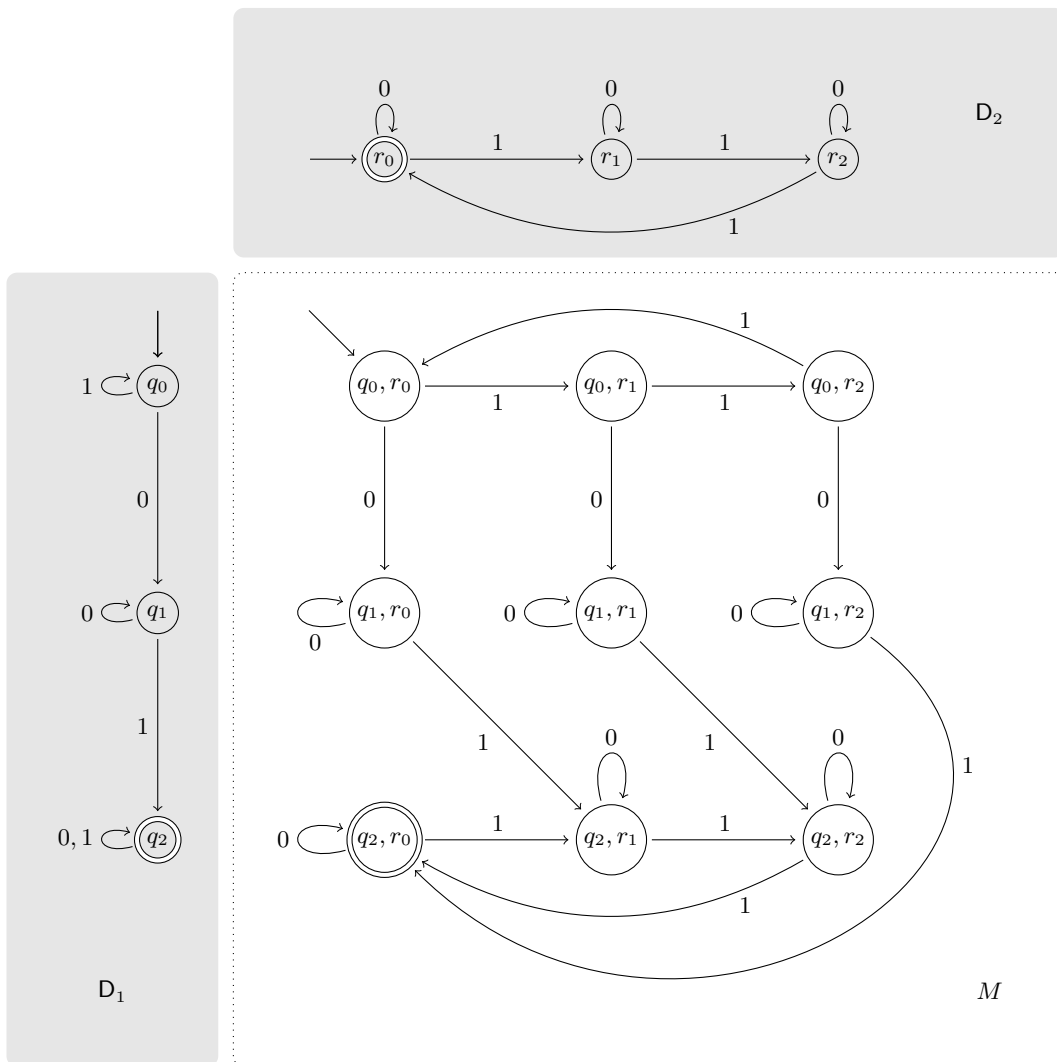 0 0 0
D₂
r₀ 1 r₁ 1 r₂
1
1
q₀, r₀ q₀, r₁ q₀, r₂
1 q₀
1 1
0 0 0 0
0 q₁
q₁, r₀ 0 q₁, r₁ 0 q₁, r₂
0
1 1 1
0 0
1
0, 1 q₂
0 q₂, r₀ 1 q₂, r₁ 1 q₂, r₂
1
D₁
M